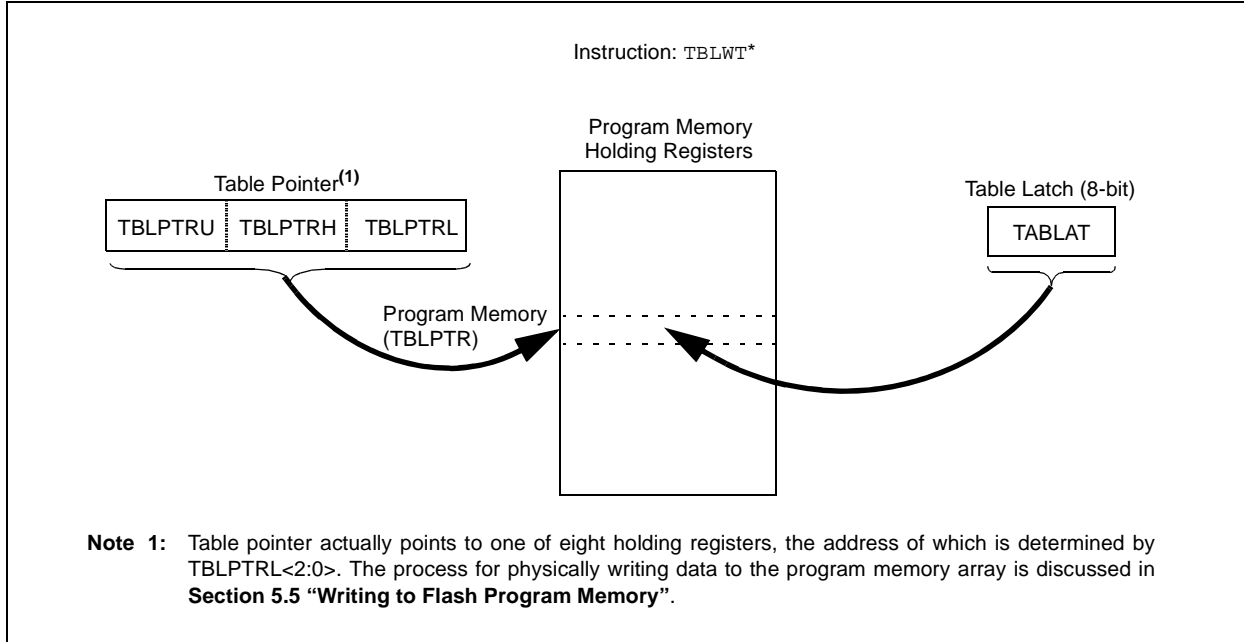 Instruction: TBLWT*
Program Memory
Holding Registers
Table Pointer(1)
Table Latch (8-bit)
TBLPTRU TBLPTRH TBLPTRL
TABLAT
Program Memory
(TBLPTR)
Note 1: Table pointer actually points to one of eight holding registers, the address of which is determined by
TBLPTRL<2:0>. The process for physically writing data to the program memory array is discussed in
Section 5.5 “Writing to Flash Program Memory”.